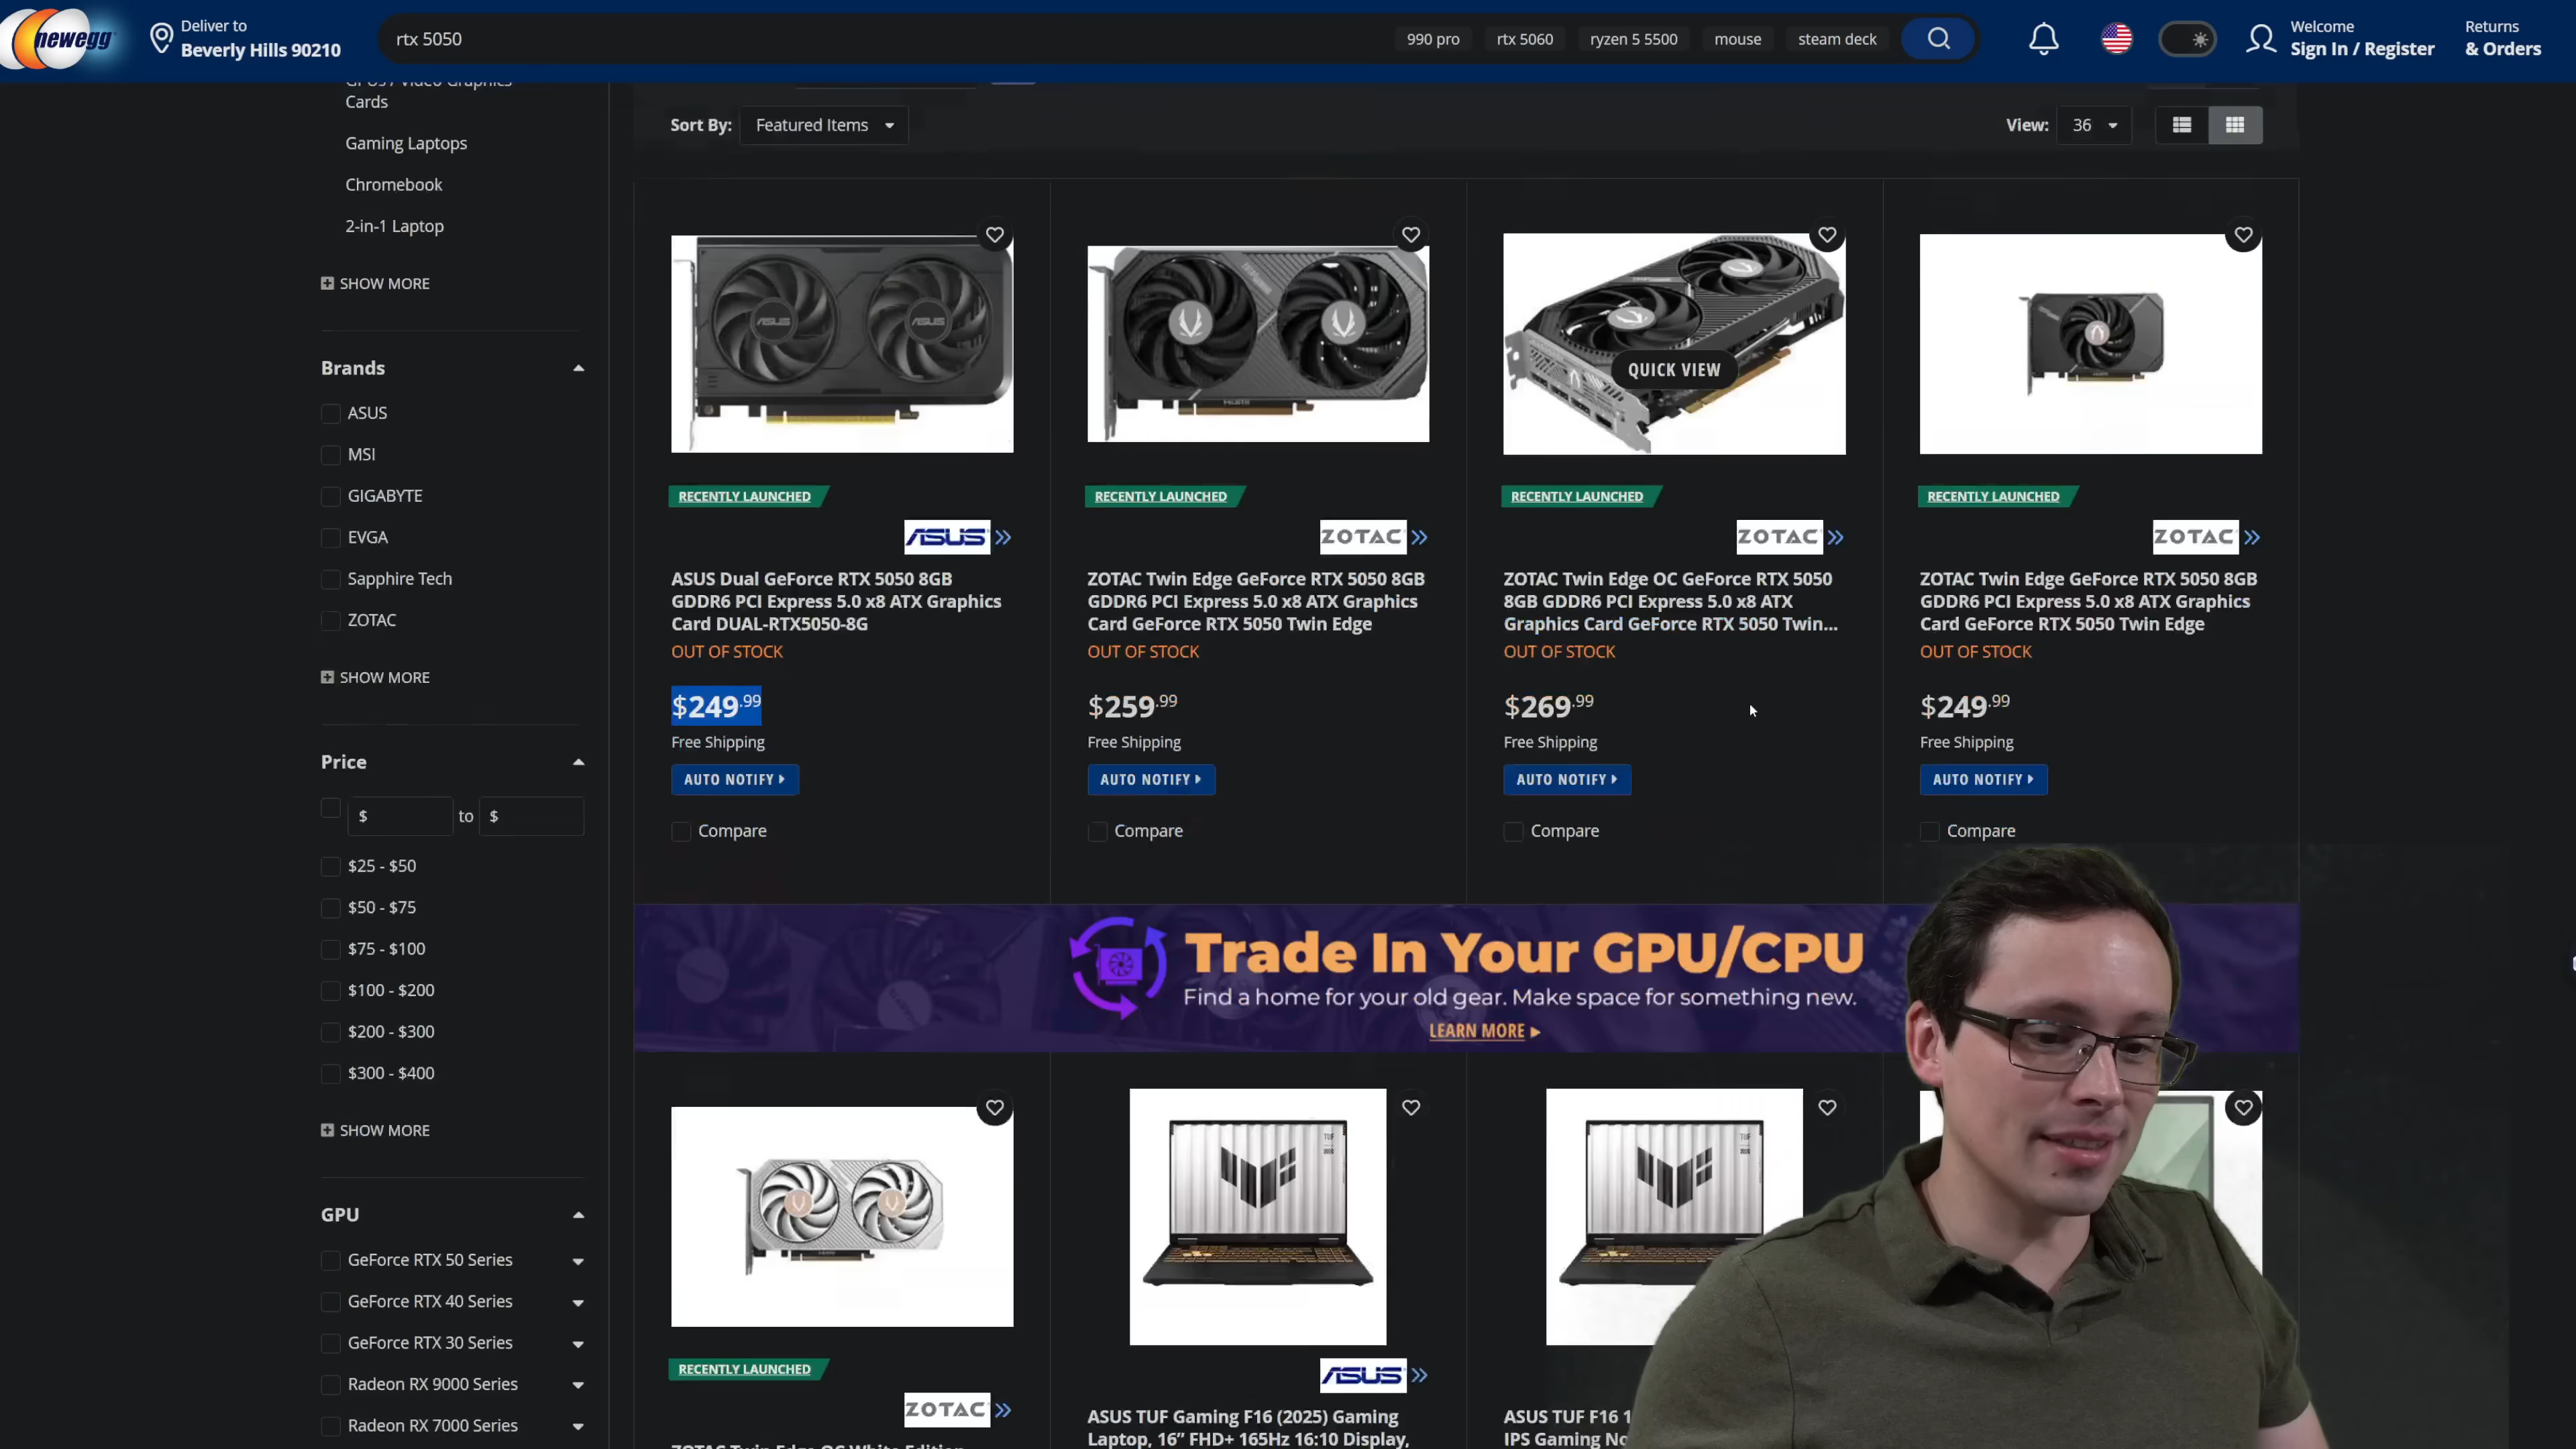 newegg
Deliver to
Beverly Hills 90210
rtx 5050
990 pro
rtx 5060
ryzen 5 5500
mouse
steam deck
Welcome
Sign In / Register
Returns
& Orders
GPUs / Video Graphics
Cards
Gaming Laptops
Chromebook
2-in-1 Laptop
SHOW MORE
Brands
ASUS
MSI
GIGABYTE
EVGA
Sapphire Tech
ZOTAC
SHOW MORE
Price
$ to $
$25 - $50
$50 - $75
$75 - $100
$100 - $200
$200 - $300
$300 - $400
SHOW MORE
GPU
GeForce RTX 50 Series
GeForce RTX 40 Series
GeForce RTX 30 Series
Radeon RX 9000 Series
Radeon RX 7000 Series
Sort By: Featured Items
View: 36
RECENTLY LAUNCHED
ASUS
ASUS Dual GeForce RTX 5050 8GB
GDDR6 PCI Express 5.0 x8 ATX Graphics
Card DUAL-RTX5050-8G
OUT OF STOCK
$249.99
Free Shipping
AUTO NOTIFY
Compare
RECENTLY LAUNCHED
ZOTAC
ZOTAC Twin Edge GeForce RTX 5050 8GB
GDDR6 PCI Express 5.0 x8 ATX Graphics
Card GeForce RTX 5050 Twin Edge
OUT OF STOCK
$259.99
Free Shipping
AUTO NOTIFY
Compare
QUICK VIEW
RECENTLY LAUNCHED
ZOTAC
ZOTAC Twin Edge OC GeForce RTX 5050
8GB GDDR6 PCI Express 5.0 x8 ATX
Graphics Card GeForce RTX 5050 Twin...
OUT OF STOCK
$269.99
Free Shipping
AUTO NOTIFY
Compare
RECENTLY LAUNCHED
ZOTAC
ZOTAC Twin Edge GeForce RTX 5050 8GB
GDDR6 PCI Express 5.0 x8 ATX Graphics
Card GeForce RTX 5050 Twin Edge
OUT OF STOCK
$249.99
Free Shipping
AUTO NOTIFY
Compare
Trade In Your GPU/CPU
Find a home for your old gear. Make space for something new.
LEARN MORE
RECENTLY LAUNCHED
ZOTAC
ZOTAC Twin Edge OC White Edition
ASUS
ASUS TUF Gaming F16 (2025) Gaming
Laptop, 16” FHD+ 165Hz 16:10 Display,
ASUS TUF F16
IPS Gaming